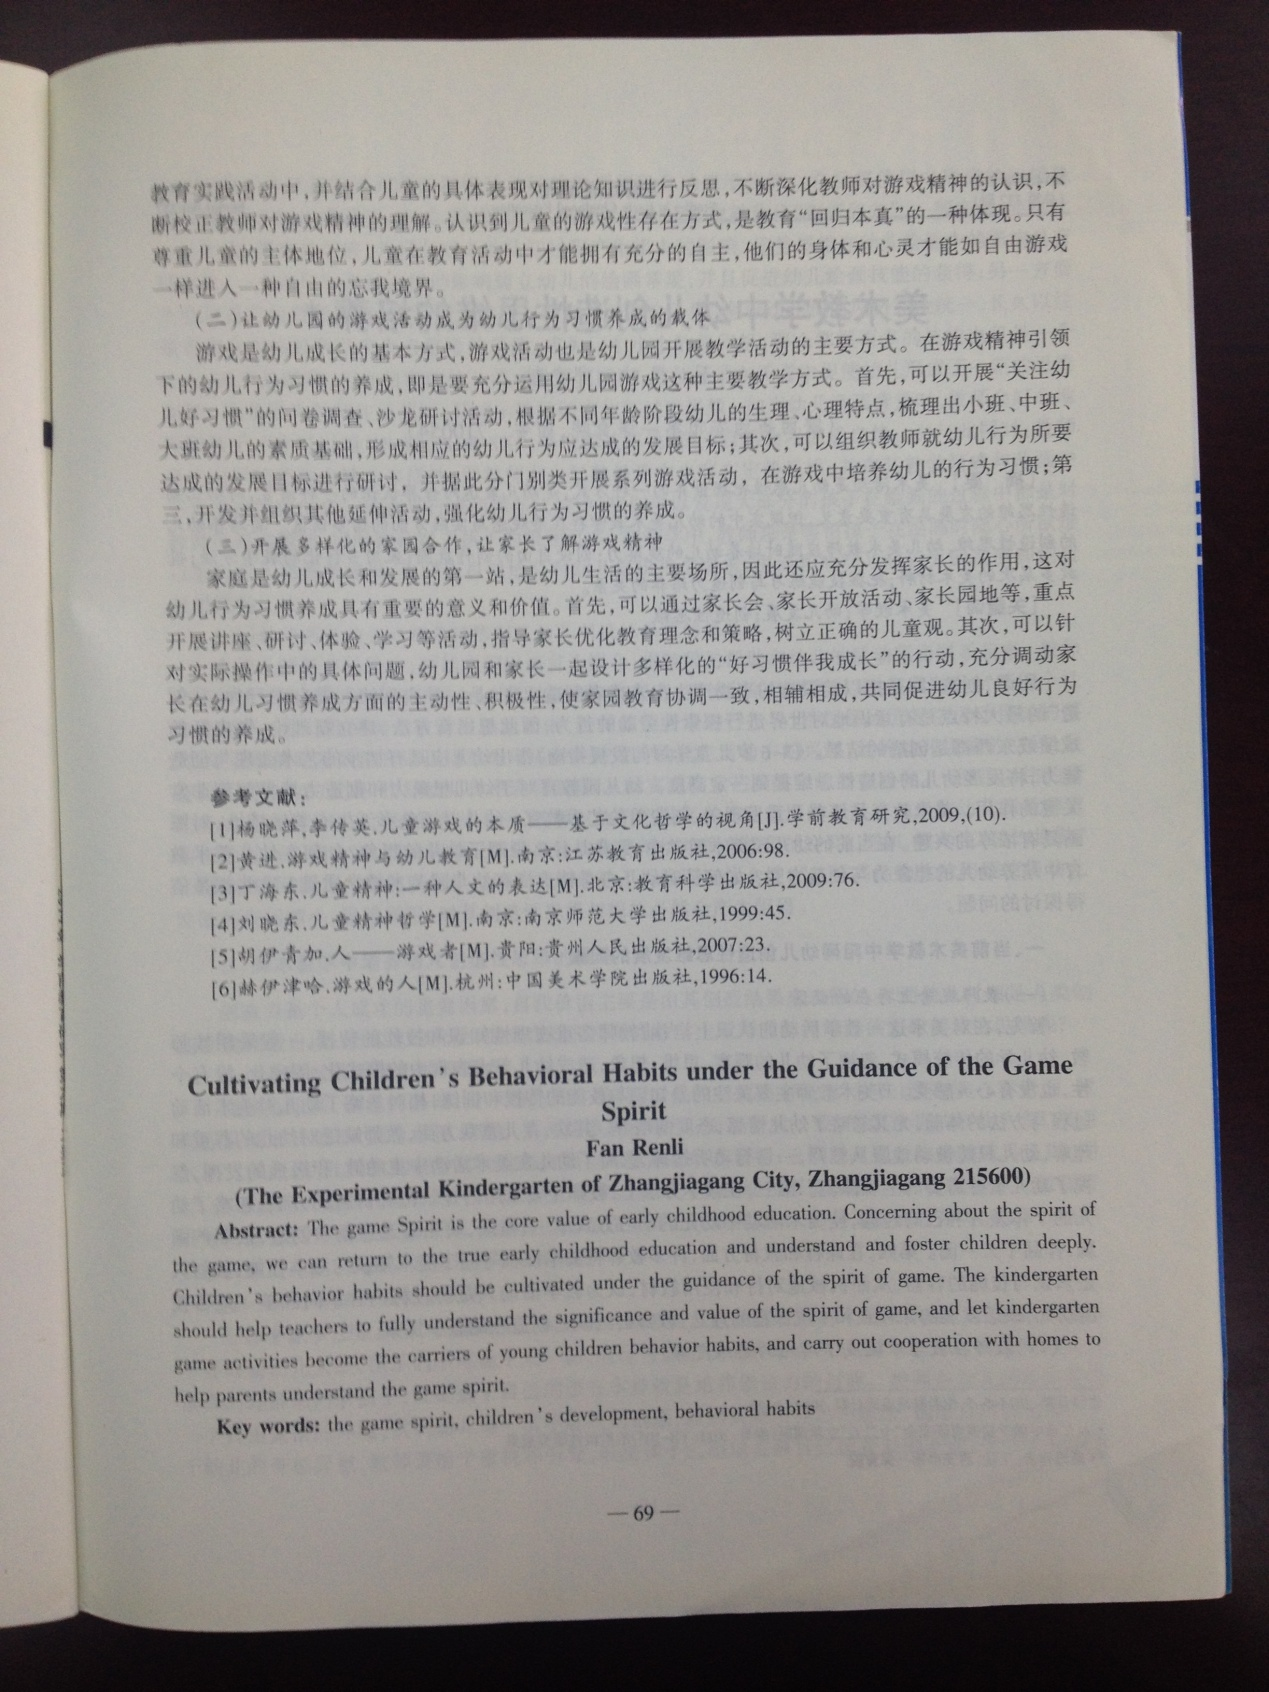 教育实践活动中,并结合儿童的具体表现对理论知识进行反思,不断深化教师对游戏精神的认识,不
断校正教师对游戏精神的理解。认识到儿童的游戏性存在方式,是教育“回归本真”的一种体现。只有
尊重儿童的主体地位,儿童在教育活动中才能拥有充分的自主,他们的身体和心灵才能如自由游戏
一样进入一种自由的忘我境界。
(二)让幼儿园的游戏活动成为幼儿行为习惯养成的载体
游戏是幼儿成长的基本方式,游戏活动也是幼儿园开展教学活动的主要方式。在游戏精神引领
下的幼儿行为习惯的养成,即是要充分运用幼儿园游戏这种主要教学方式。首先,可以开展“关注幼
儿好习惯”的问卷调查、沙龙研讨活动,根据不同年龄阶段幼儿的生理、心理特点,梳理出小班、中班、
大班幼儿的素质基础,形成相应的幼儿行为应达成的发展目标;其次,可以组织教师就幼儿行为所要
达成的发展目标进行研讨,并据此分门别类开展系列游戏活动,在游戏中培养幼儿的行为习惯;第
三,开发并组织其他延伸活动,强化幼儿行为习惯的养成。
(三)开展多样化的家园合作,让家长了解游戏精神
家庭是幼儿成长和发展的第一站,是幼儿生活的主要场所,因此还应充分发挥家长的作用,这对
幼儿行为习惯养成具有重要的意义和价值。首先,可以通过家长会、家长开放活动、家长园地等,重点
开展讲座、研讨、体验、学习等活动,指导家长优化教育理念和策略,树立正确的儿童观。其次,可以针
对实际操作中的具体问题,幼儿园和家长一起设计多样化的“好习惯伴我成长”的行动,充分调动家
长在幼儿习惯养成方面的主动性、积极性,使家园教育协调一致,相辅相成,共同促进幼儿良好行为
习惯的养成。
参考文献:
[1]杨晓萍,李传英.儿童游戏的本质——基于文化哲学的视角[J].学前教育研究,2009,(10).
[2]黄进.游戏精神与幼儿教育[M].南京:江苏教育出版社,2006:98.
[3]丁海东.儿童精神:一种人文的表达[M].北京:教育科学出版社,2009:76.
[4]刘晓东.儿童精神哲学[M].南京:南京师范大学出版社,1999:45.
[5]胡伊青加.人——游戏者[M].贵阳:贵州人民出版社,2007:23.
[6]赫伊津哈.游戏的人[M].杭州:中国美术学院出版社,1996:14.
Cultivating Children's Behavioral Habits under the Guidance of the Game
Spirit
Fan Renli
(The Experimental Kindergarten of Zhangjiagang City, Zhangjiagang 215600)
Abstract: The game Spirit is the core value of early childhood education. Concerning about the spirit of
the game, we can return to the true early childhood education and understand and foster children deeply.
Children's behavior habits should be cultivated under the guidance of the spirit of game. The kindergarten
should help teachers to fully understand the significance and value of the spirit of game, and let kindergarten
game activities become the carriers of young children behavior habits, and carry out cooperation with homes to
help parents understand the game spirit.
Key words: the game spirit, children's development, behavioral habits
— 69 —